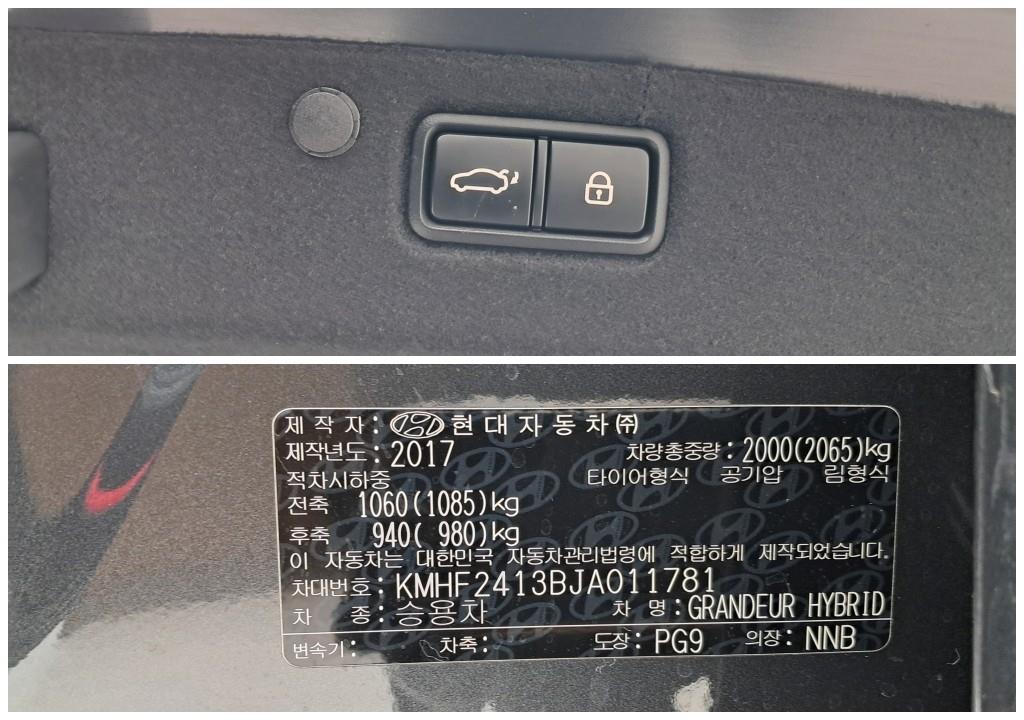 제 작 자 : 현대자동차㈜
제작년도 : 2017 차량총중량 : 2000(2065)kg
적차시하중 타이어형식 공기압 림형식
전축 1060(1085)kg
후축 940( 980)kg
이 자동차는 대한민국 자동차관리법령에 적합하게 제작되었습니다.
차대번호 : KMHF2413BJA011781
차 종 : 승용차 차 명 : GRANDEUR HYBRID
변속기 : 차축 : 도장 : PG9 의장 : NNB